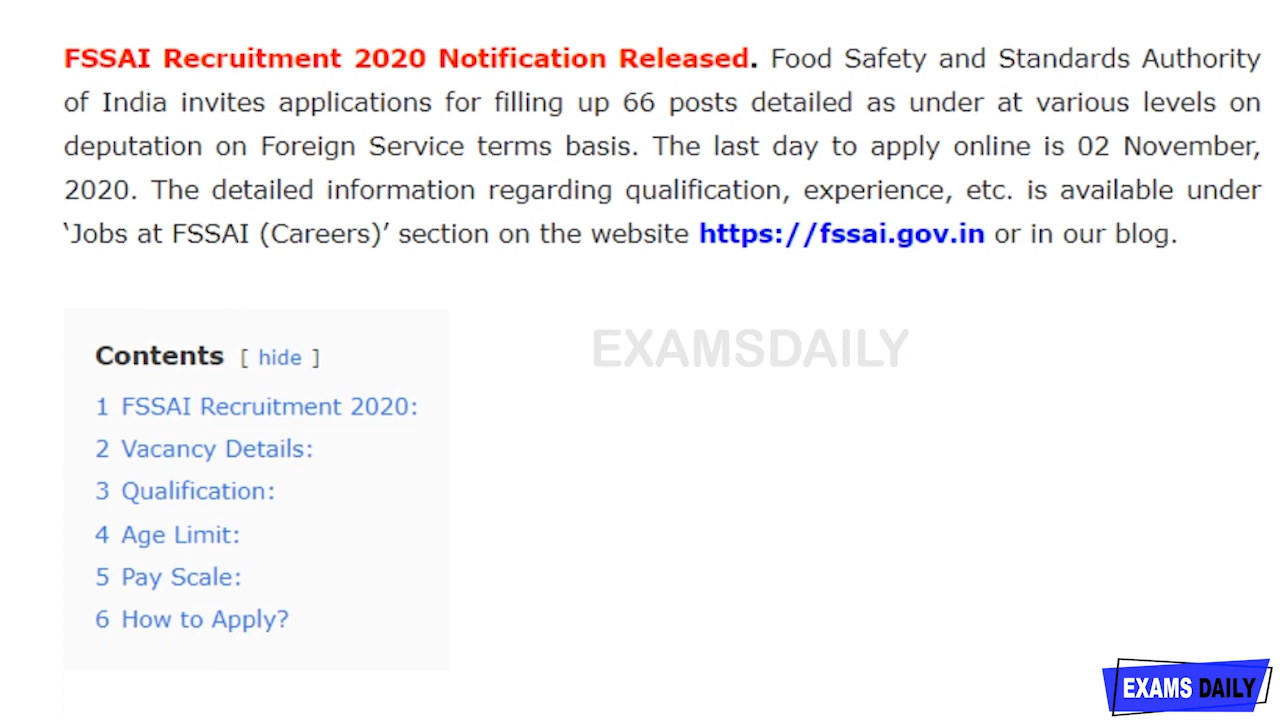 FSSAI Recruitment 2020 Notification Released. Food Safety and Standards Authority
of India invites applications for filling up 66 posts detailed as under at various levels on
deputation on Foreign Service terms basis. The last day to apply online is 02 November,
2020. The detailed information regarding qualification, experience, etc. is available under
‘Jobs at FSSAI (Careers)’ section on the website https://fssai.gov.in or in our blog.
EXAMSDAILY
Contents [ hide ]
1 FSSAI Recruitment 2020:
2 Vacancy Details:
3 Qualification:
4 Age Limit:
5 Pay Scale:
6 How to Apply?
EXAMS DAILY